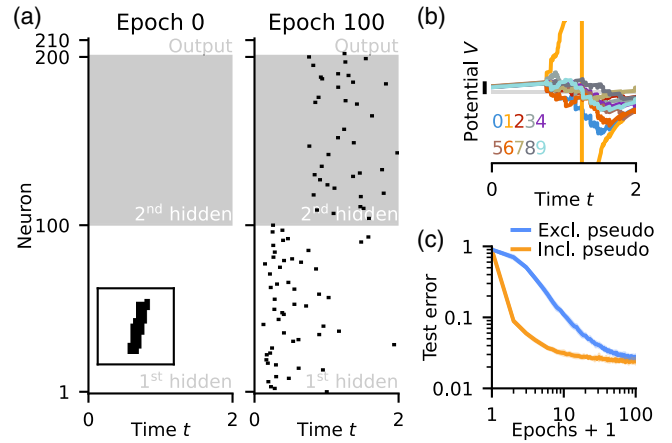 (a)
Epoch 0
Epoch 100
210
200
100
1
Neuron
Output
2nd hidden
1st hidden
0
2
Time t
Output
2nd hidden
1st hidden
0
2
Time t
(b)
Potential V
01234
56789
0
2
Time t
(c)
Excl. pseudo
Incl. pseudo
Test error
1
0.1
0.01
1
10
100
Epochs + 1